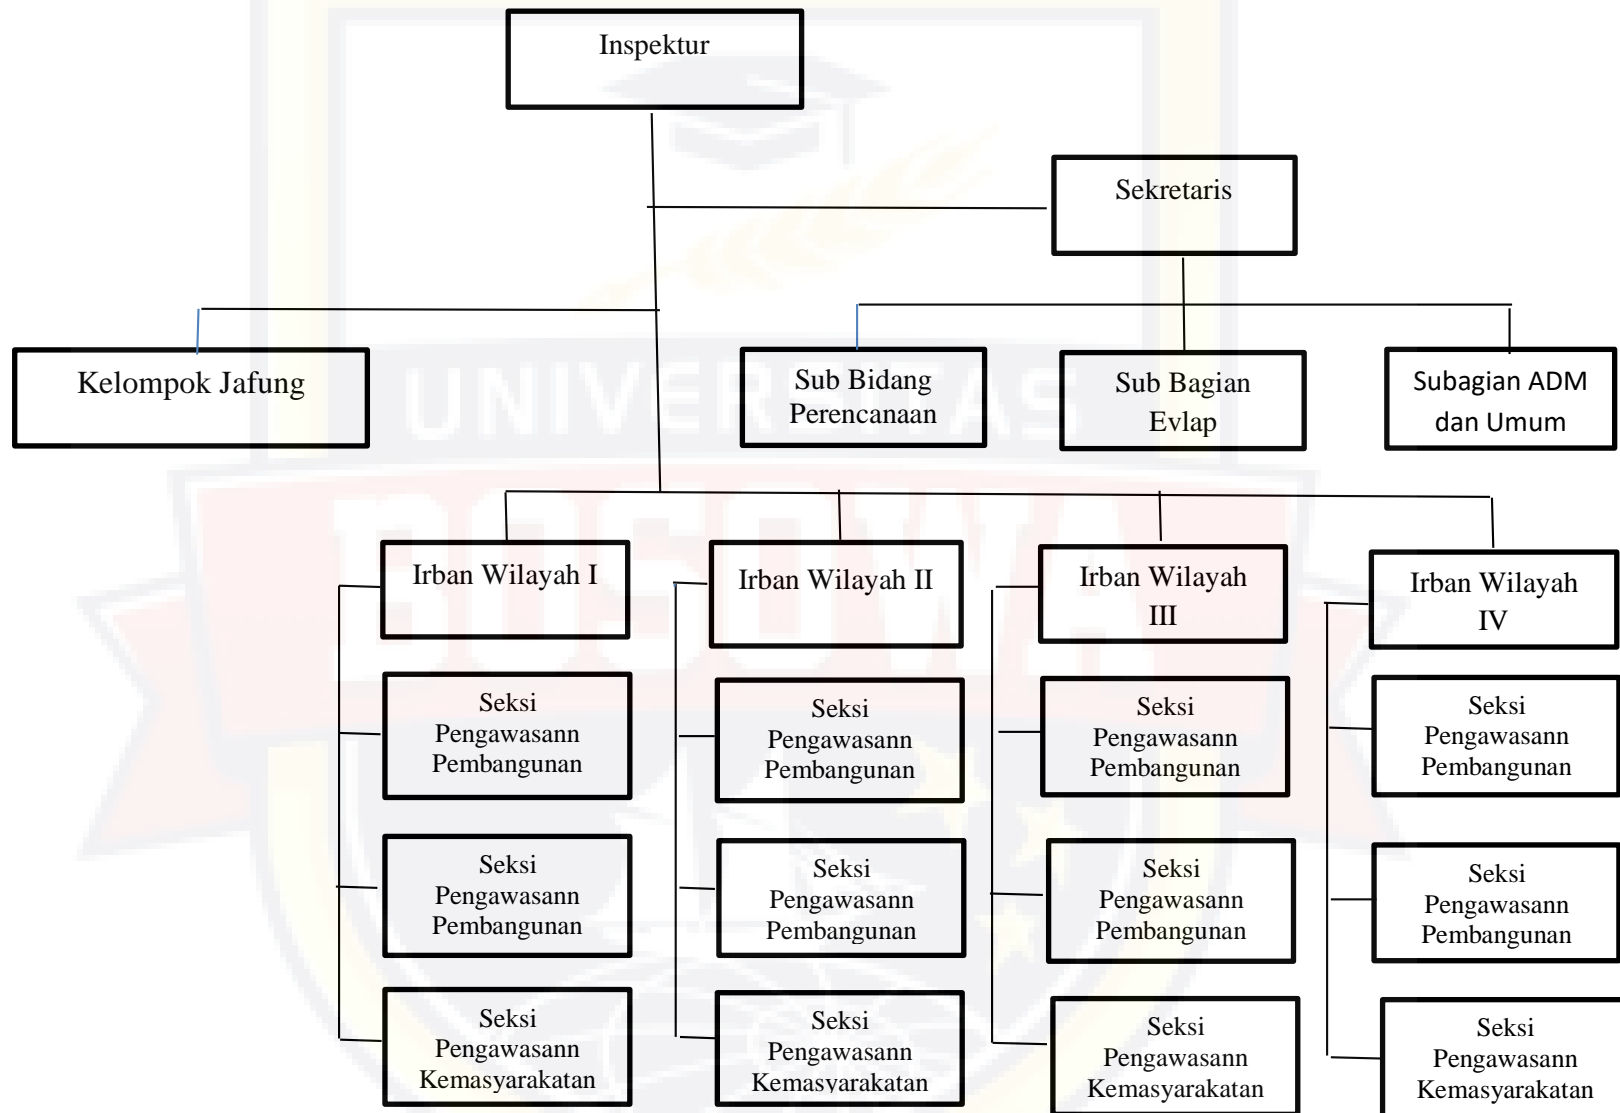 Inspektur
Sekretaris
Kelompok Jafung
Sub Bidang
Perencanaan
Sub Bagian
Evlap
Subagian ADM
dan Umum
UNIVERSITAS
BOSOWA
Irban Wilayah I
Irban Wilayah II
Irban Wilayah
III
Irban Wilayah
IV
Seksi
Pengawasann
Pembangunan
Seksi
Pengawasann
Pembangunan
Seksi
Pengawasann
Pembangunan
Seksi
Pengawasann
Pembangunan
Seksi
Pengawasann
Pembangunan
Seksi
Pengawasann
Pembangunan
Seksi
Pengawasann
Pembangunan
Seksi
Pengawasann
Pembangunan
Seksi
Pengawasann
Kemasyarakatan
Seksi
Pengawasann
Kemasyarakatan
Seksi
Pengawasann
Kemasyarakatan
Seksi
Pengawasann
Kemasyarakatan